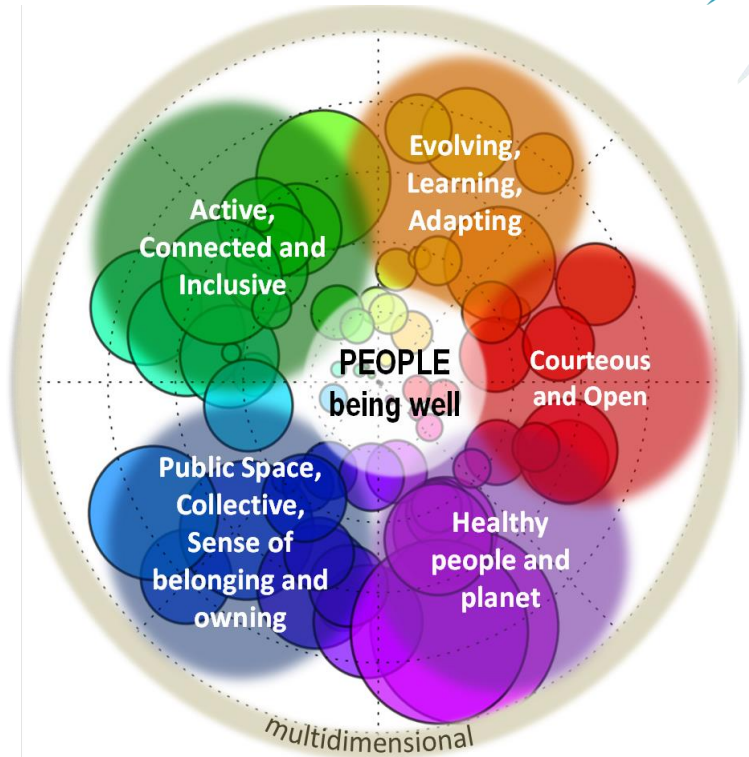 Evolving,
Learning,
Adapting
Active,
Connected and
Inclusive
PEOPLE
being well
Courteous
and Open
Public Space,
Collective,
Sense of
belonging and
owning
Healthy
people and
planet
multidimensional